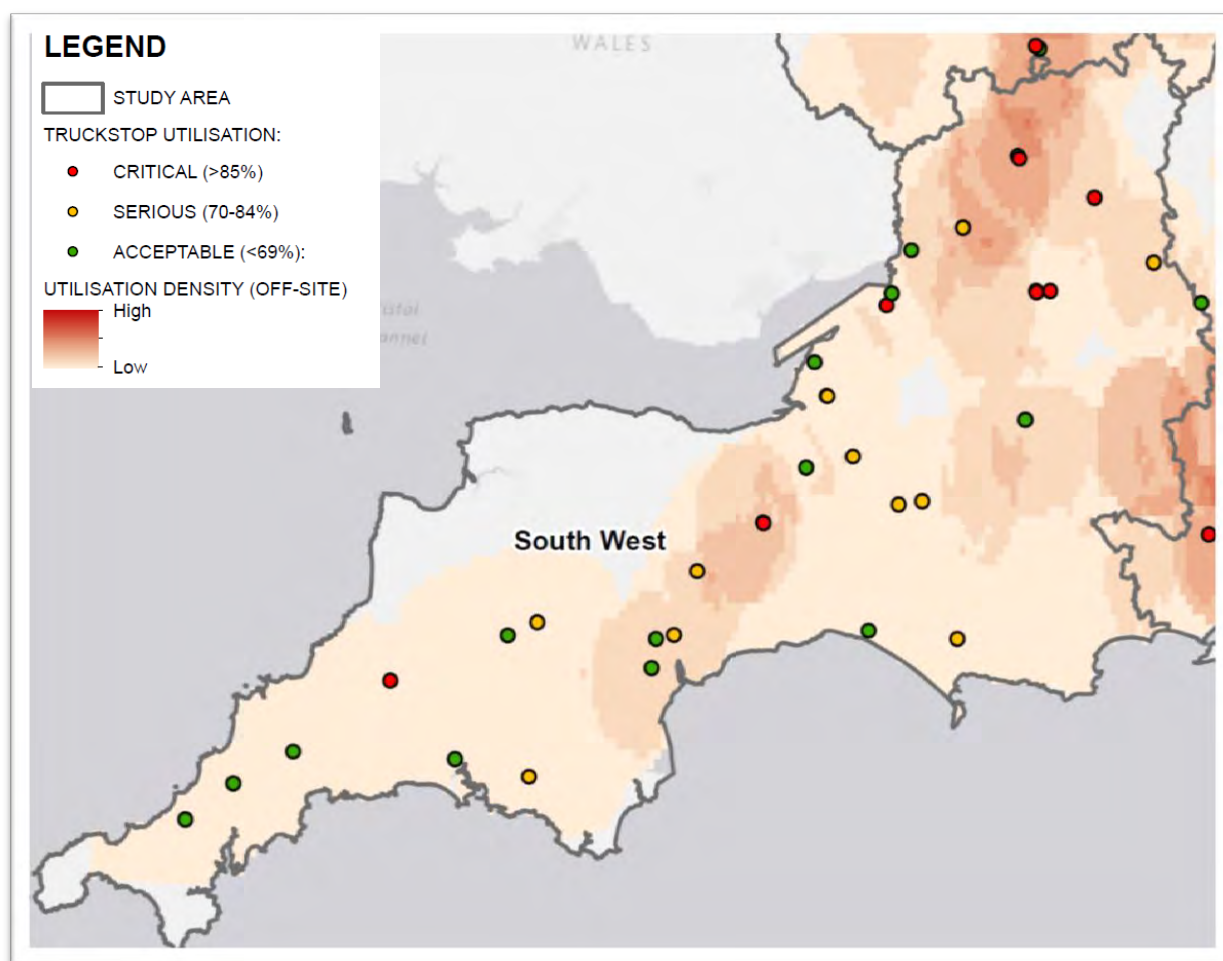 LEGEND
WALES
STUDY AREA
TRUCKSTOP UTILISATION:
CRITICAL (>85%)
SERIOUS (70-84%)
ACCEPTABLE (<69%):
UTILISATION DENSITY (OFF-SITE)
High
Low
South West